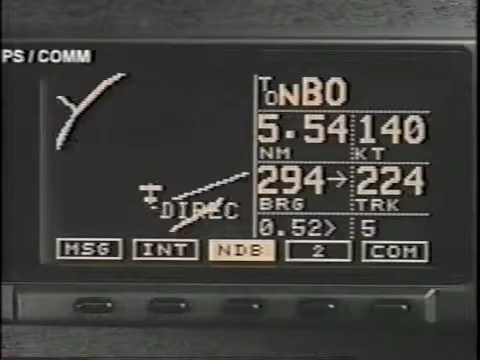 PS / COMM
TO NBO
5.54 140
NM KT
294→ 224
BRG TRK
DIREC
0.52> 5
MSG INT NDB 2 COM